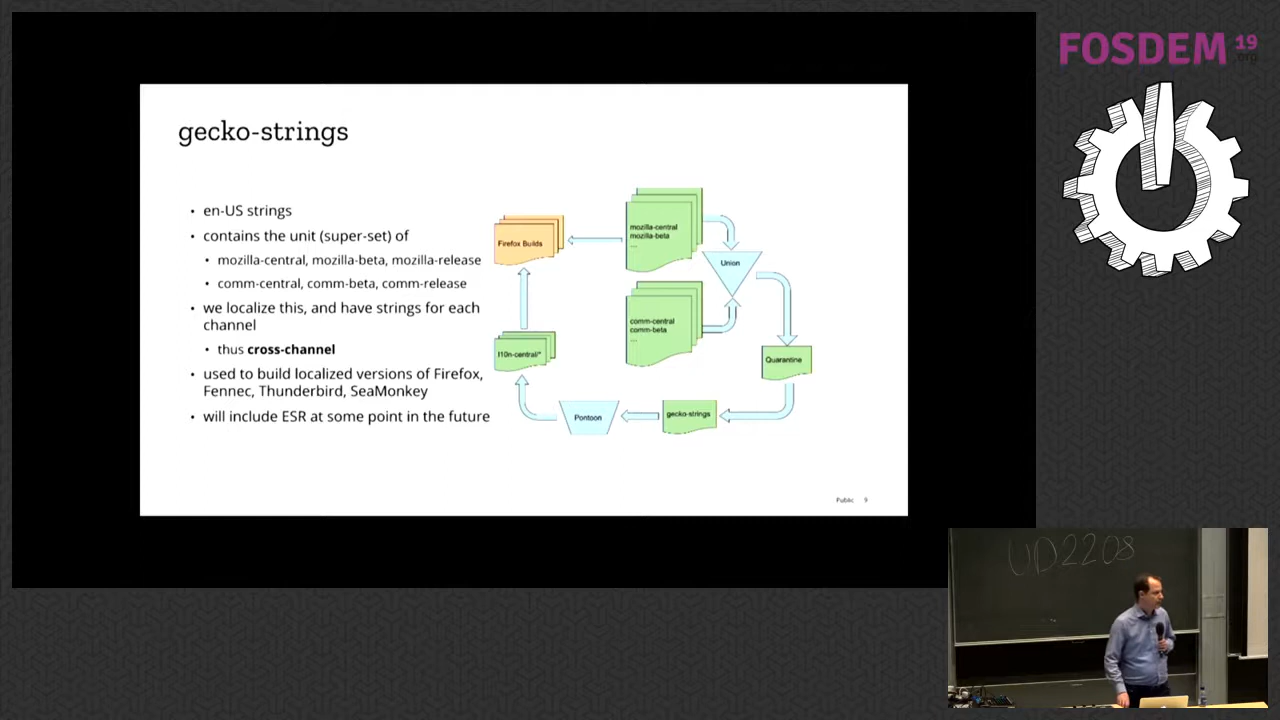 FOSDEM 19
.org
gecko-strings
• en-US strings
• contains the unit (super-set) of
• mozilla-central, mozilla-beta, mozilla-release
• comm-central, comm-beta, comm-release
• we localize this, and have strings for each
channel
• thus cross-channel
• used to build localized versions of Firefox,
Fennec, Thunderbird, SeaMonkey
• will include ESR at some point in the future
mozilla-central
mozilla-beta
...
Firefox Builds
Union
comm-central
comm-beta
...
l10n-central/*
Quarantine
Pontoon
gecko-strings
Public 9
UD2208